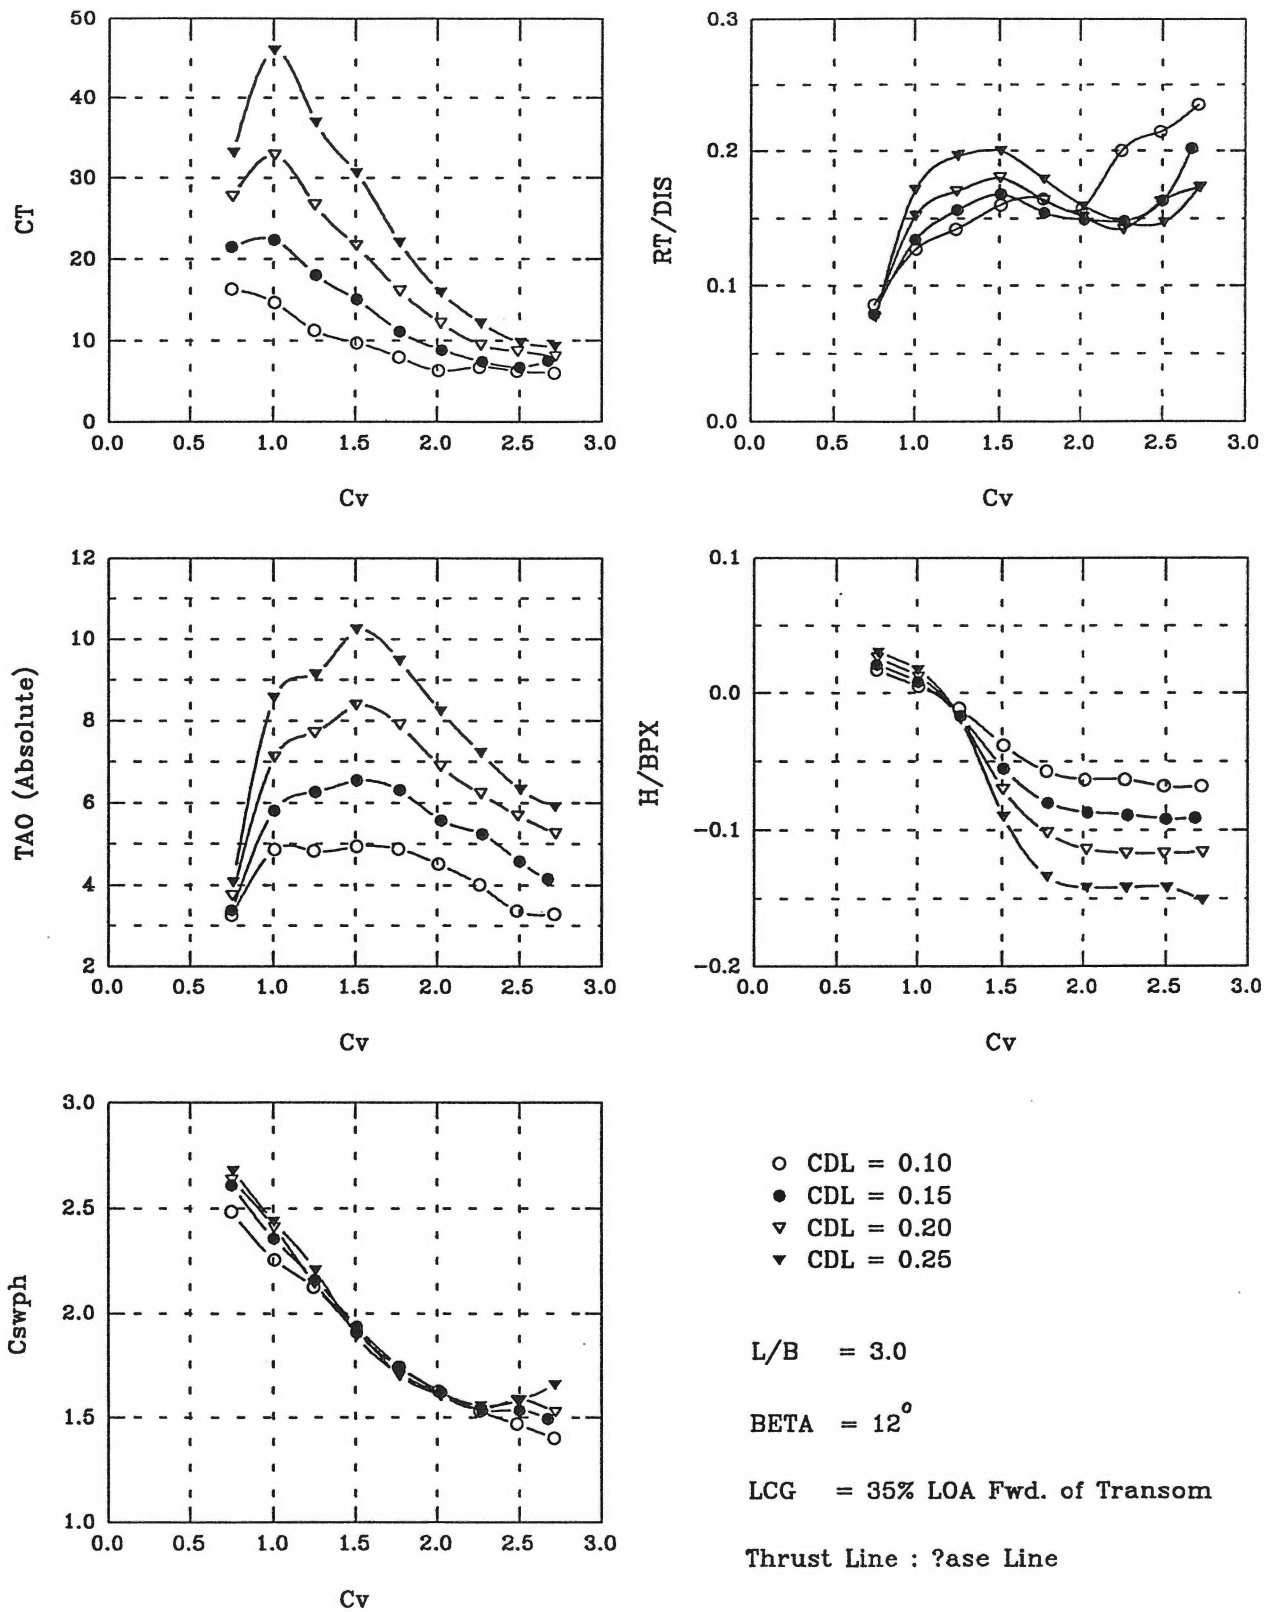 50
40
30
20
10
0
CT
0.0 0.5 1.0 1.5 2.0 2.5 3.0
Cv
0.3
0.2
0.1
0.0
RT/DIS
0.0 0.5 1.0 1.5 2.0 2.5 3.0
Cv
12
10
8
6
4
2
TAO (Absolute)
0.0 0.5 1.0 1.5 2.0 2.5 3.0
Cv
0.1
0.0
−0.1
−0.2
H/BPX
0.0 0.5 1.0 1.5 2.0 2.5 3.0
Cv
3.0
2.5
2.0
1.5
1.0
Cswph
0.0 0.5 1.0 1.5 2.0 2.5 3.0
Cv
CDL = 0.10
CDL = 0.15
CDL = 0.20
CDL = 0.25
L/B = 3.0
BETA = 12°
LCG = 35% LOA Fwd. of Transom
Thrust Line : ?ase Line